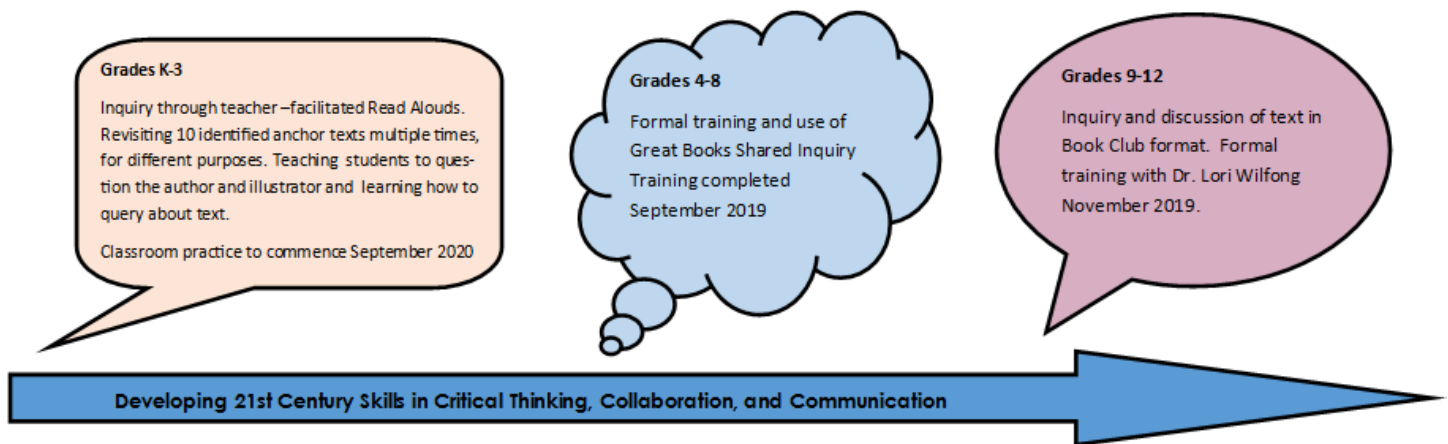 Grades K-3
Inquiry through teacher –facilitated Read Alouds.
Revisiting 10 identified anchor texts multiple times,
for different purposes. Teaching students to ques-
tion the author and illustrator and learning how to
query about text.
Classroom practice to commence September 2020
Grades 4-8
Formal training and use of
Great Books Shared Inquiry
Training completed
September 2019
Grades 9-12
Inquiry and discussion of text in
Book Club format. Formal
training with Dr. Lori Wilfong
November 2019.
Developing 21st Century Skills in Critical Thinking, Collaboration, and Communication